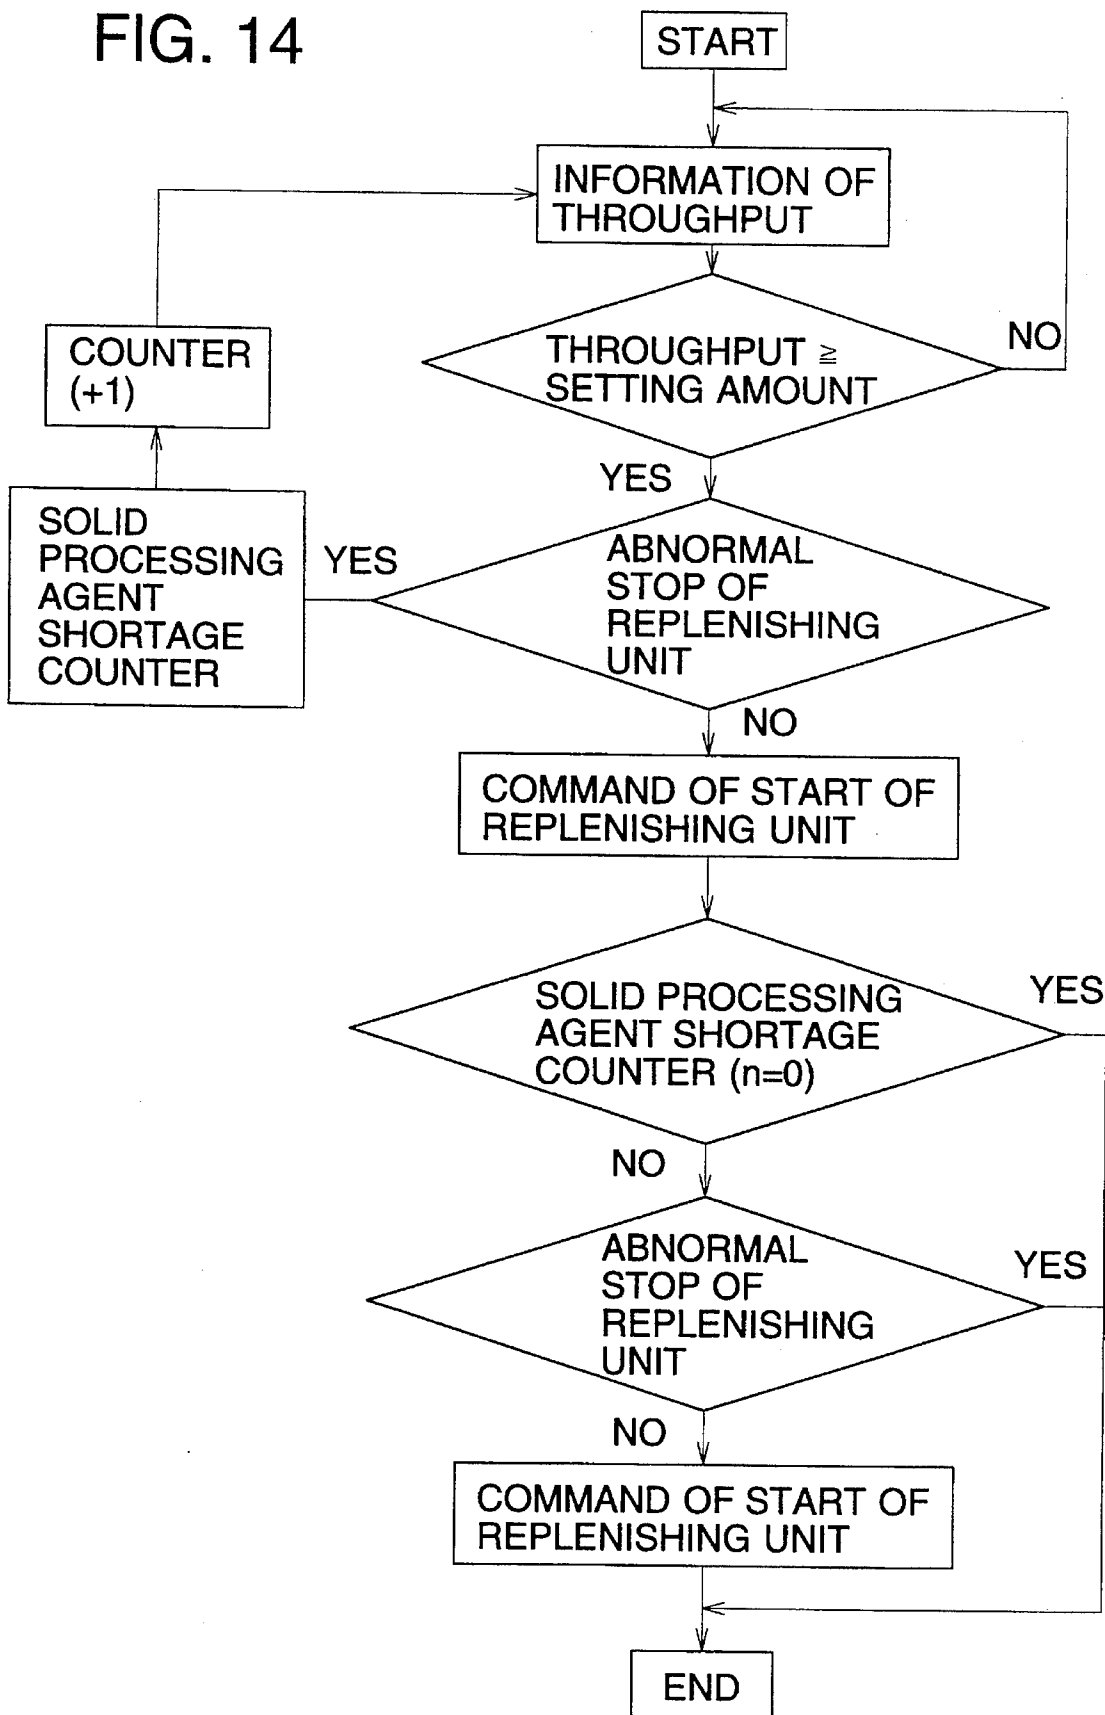 FIG. 14
START
INFORMATION OF
THROUGHPUT
THROUGHPUT ≧
SETTING AMOUNT
NO
COUNTER
(+1)
YES
SOLID
PROCESSING
AGENT
SHORTAGE
COUNTER
YES
ABNORMAL
STOP OF
REPLENISHING
UNIT
NO
COMMAND OF START OF
REPLENISHING UNIT
SOLID PROCESSING
AGENT SHORTAGE
COUNTER (n=0)
YES
NO
ABNORMAL
STOP OF
REPLENISHING
UNIT
YES
NO
COMMAND OF START OF
REPLENISHING UNIT
END